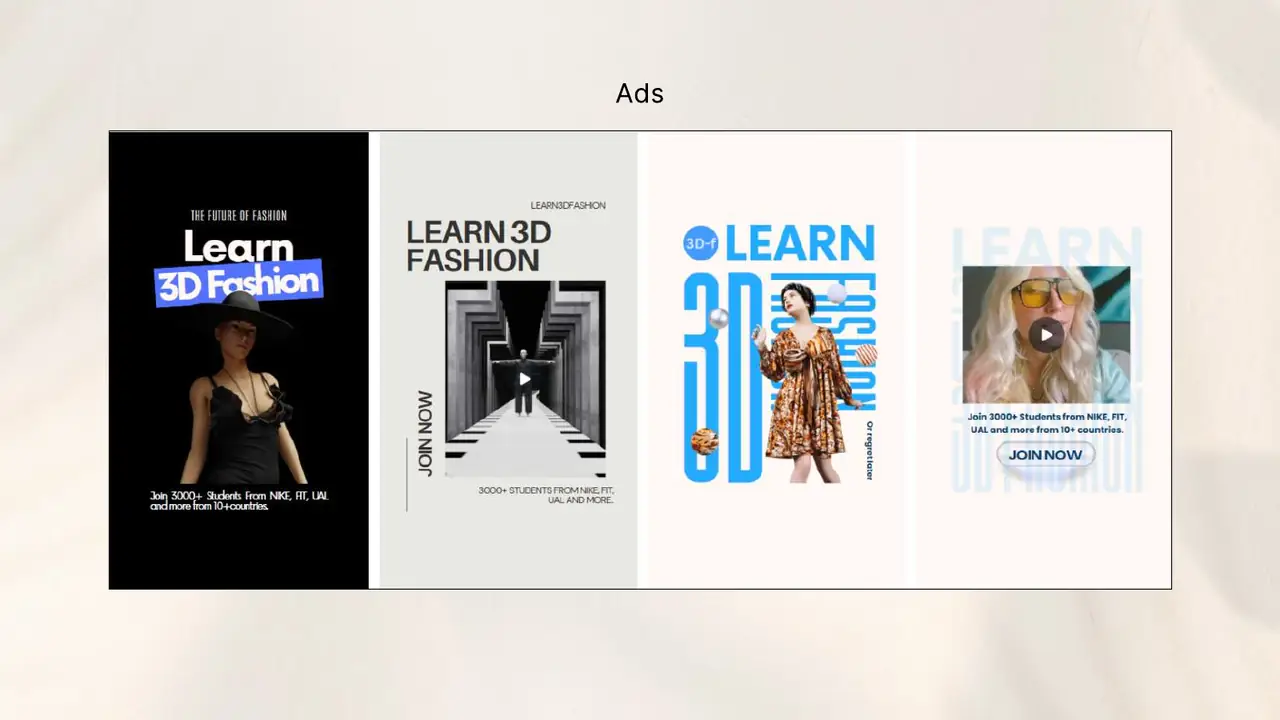 Ads
THE FUTURE OF FASHION
Learn
3D Fashion
Join 3000+ Students From NIKE, FIT, UAL
and more from 10+countries.
LEARN3DFASHION
LEARN 3D
FASHION
JOIN NOW
3000+ STUDENTS FROM NIKE, FIT,
UAL AND MORE.
3D-f
LEARN
3D
FASHION
Or regret later
LEARN
Join 3000+ Students from NIKE, FIT,
UAL and more from 10+ countries.
JOIN NOW
3D FASHION